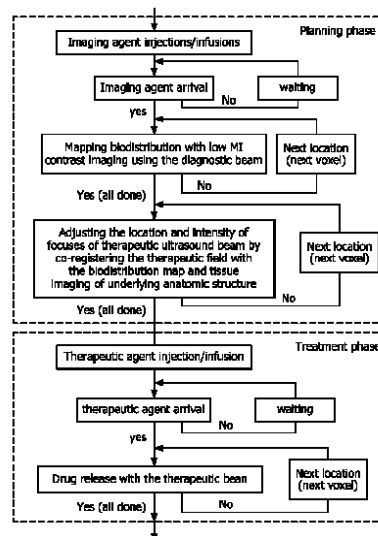 Planning phase
Imaging agent injections/infusions
Imaging agent arrival
waiting
No
yes
Mapping biodistribution with low MI
contrast imaging using the diagnostic beam
Next location
(next voxel)
No
Yes (all done)
Adjusting the location and intensity of
focuses of therapeutic ultrasound beam by
co-registering the therapeutic field with
the biodistribution map and tissue
imaging of underlying anatomic structure
Next location
(next voxel)
No
Yes (all done)
Treatment phase
Therapeutic agent injection/infusion
therapeutic agent arrival
waiting
No
yes
Drug release with the therapeutic bean
Next location
(next voxel)
No
Yes (all done)